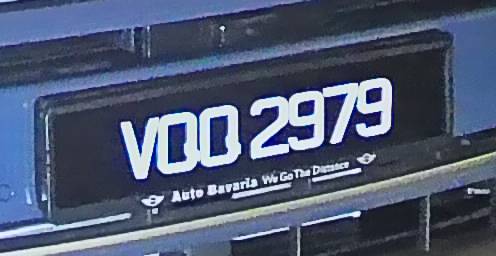 VQQ 2979
Auto Bavaria We Go The Distance